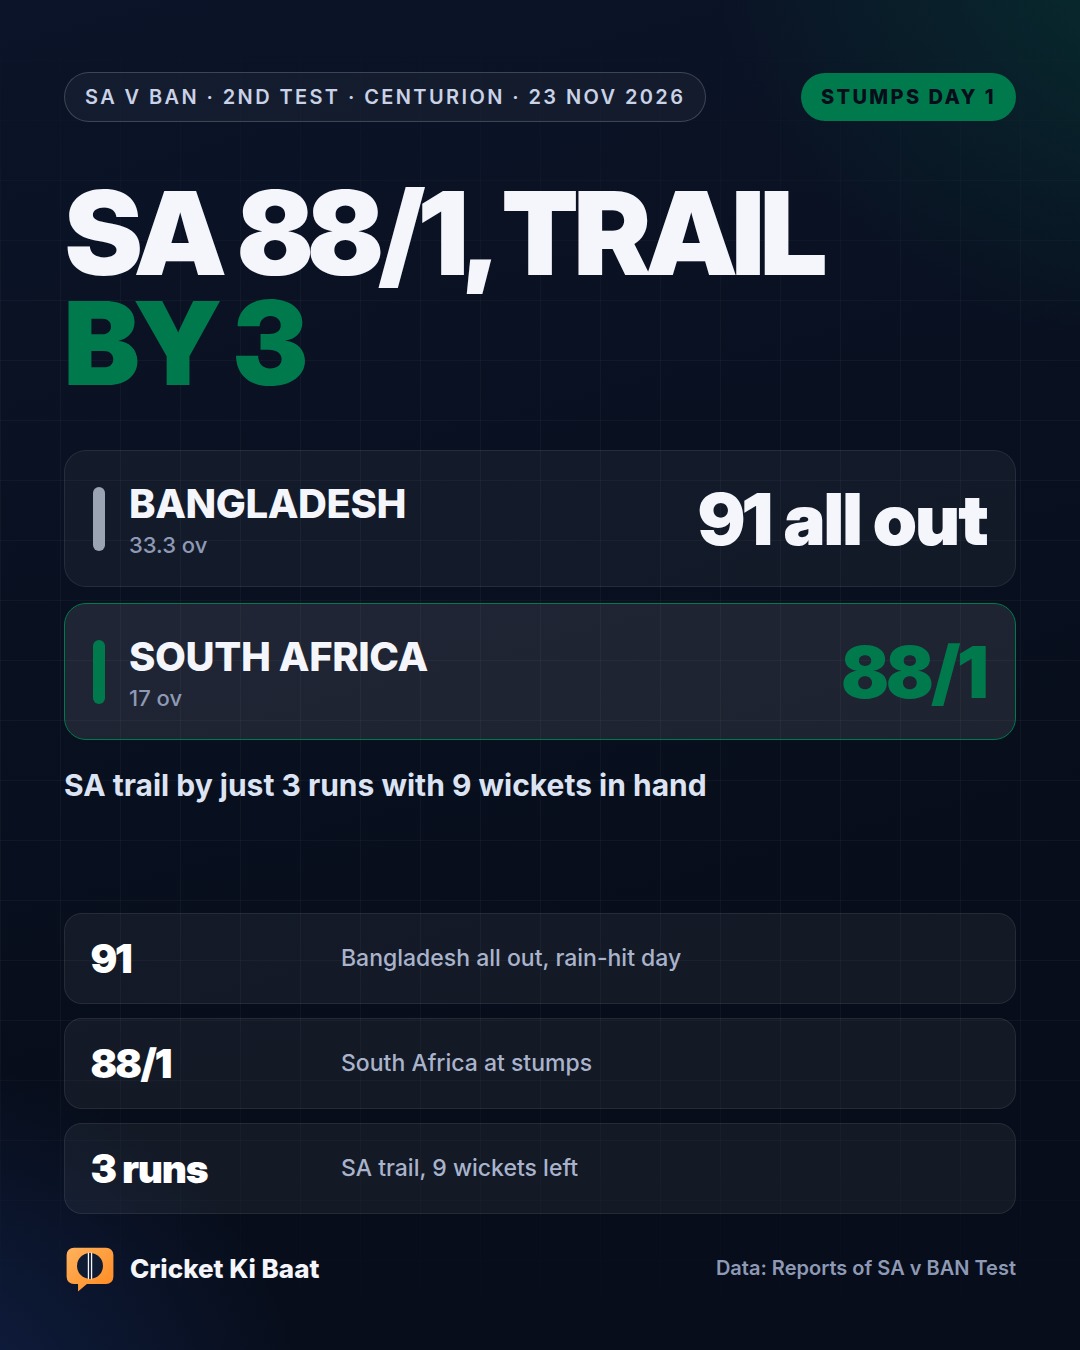 SA V BAN · 2ND TEST · CENTURION · 23 NOV 2026
STUMPS DAY 1
SA 88/1, TRAIL
BY 3
BANGLADESH
33.3 ov
91 all out
SOUTH AFRICA
17 ov
88/1
SA trail by just 3 runs with 9 wickets in hand
91
Bangladesh all out, rain-hit day
88/1
South Africa at stumps
3 runs
SA trail, 9 wickets left
Cricket Ki Baat
Data: Reports of SA v BAN Test